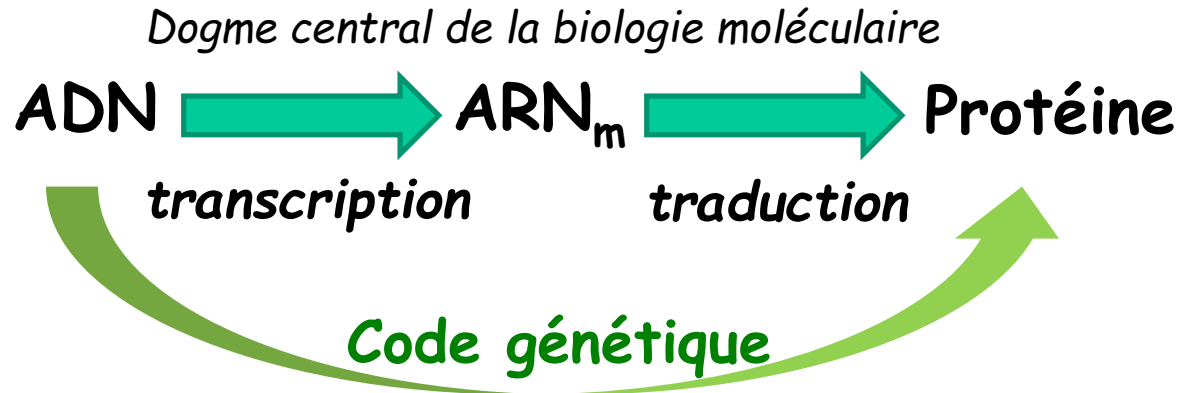 Dogme central de la biologie moléculaire
ADN ARNm Protéine
transcription traduction
Code génétique